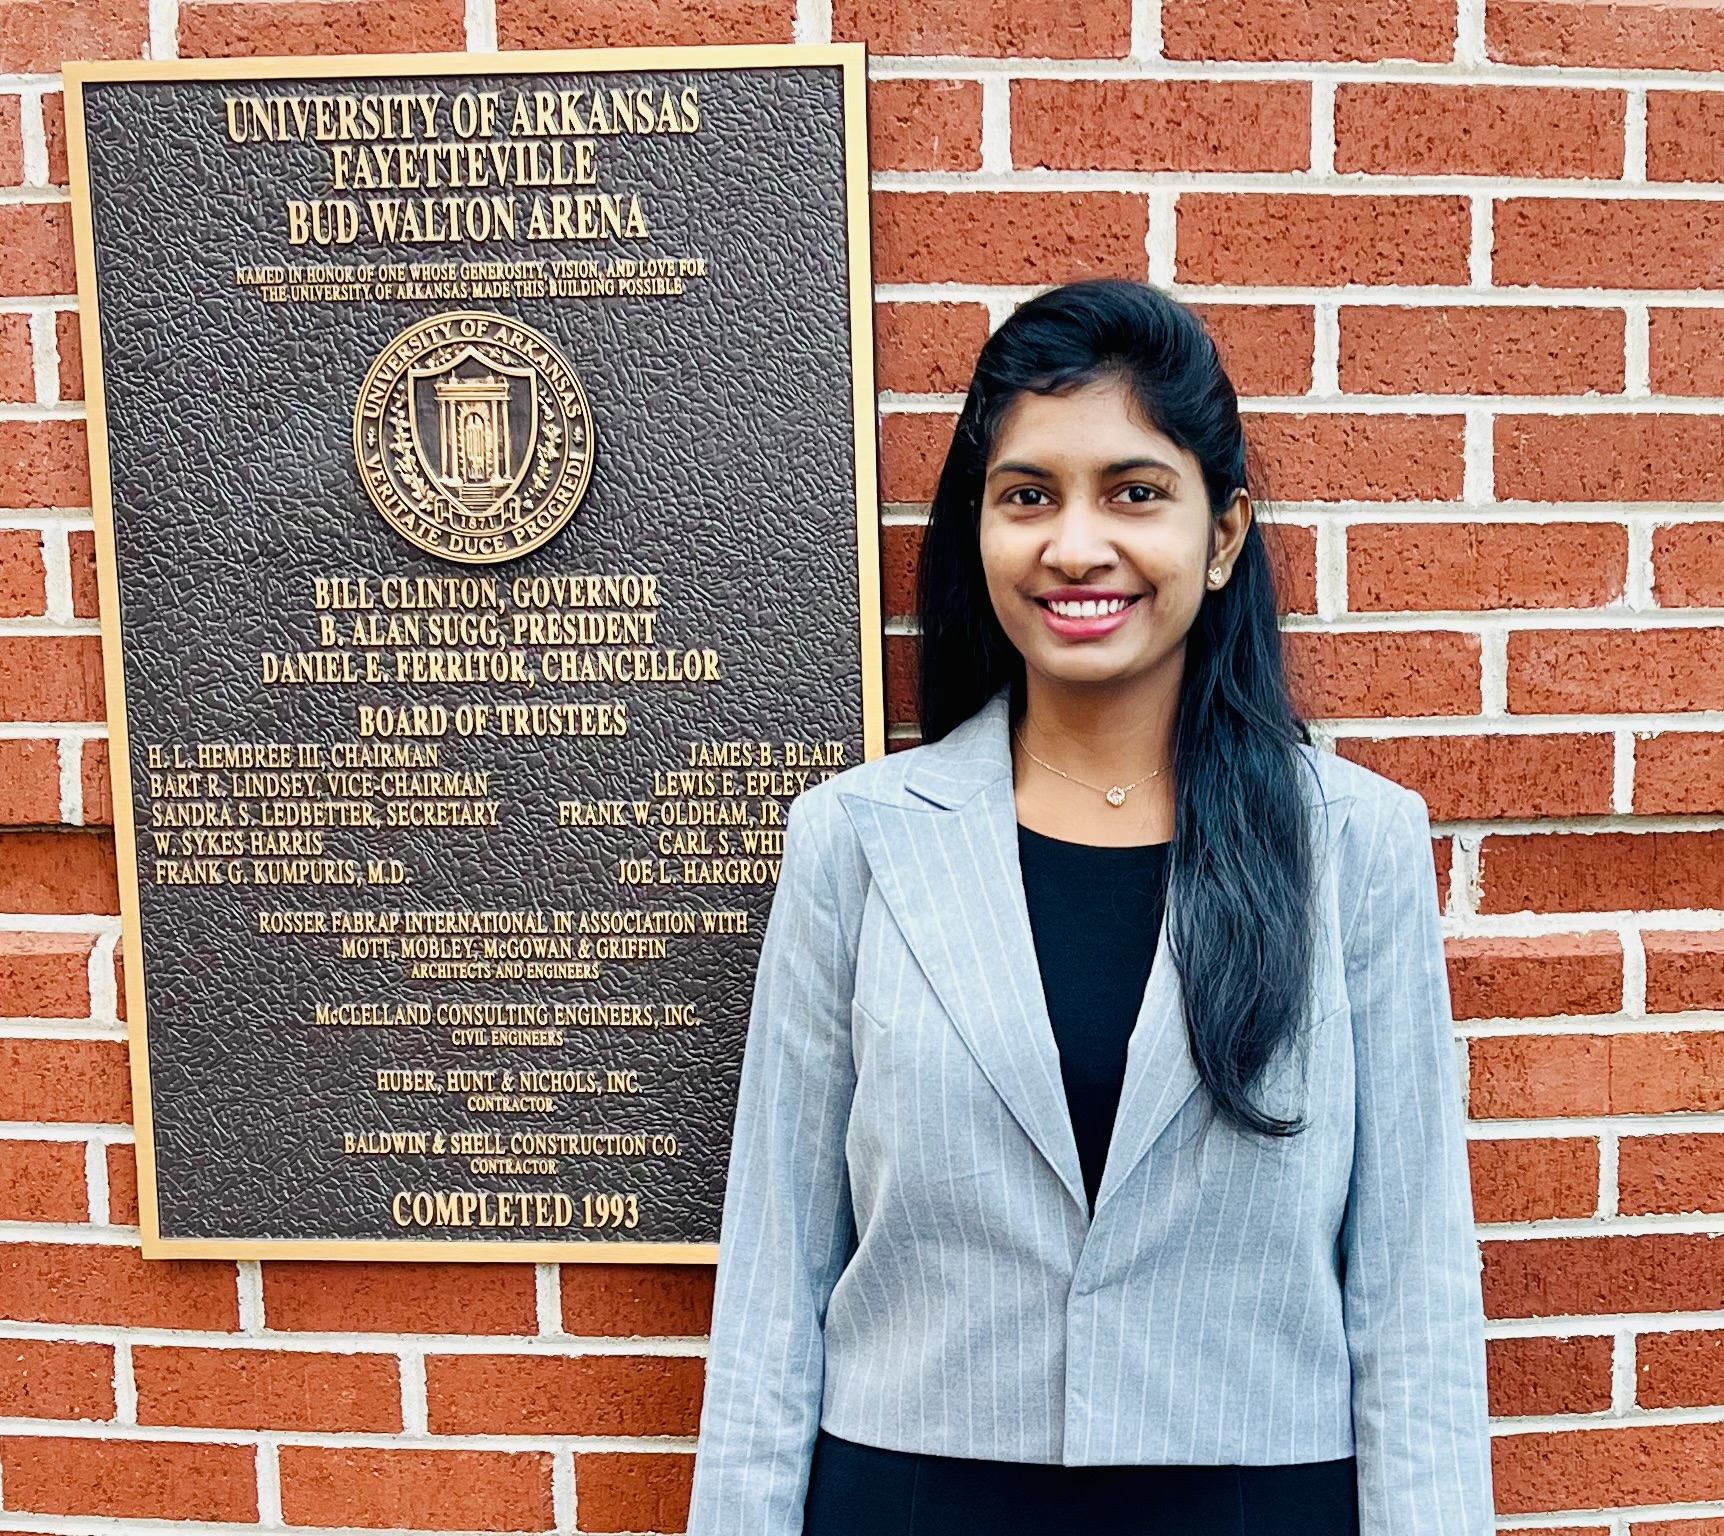 UNIVERSITY OF ARKANSAS
FAYETTEVILLE
BUD WALTON ARENA
NAMED IN HONOR OF ONE WHOSE GENEROSITY, VISION, AND LOVE FOR
THE UNIVERSITY OF ARKANSAS MADE THIS BUILDING POSSIBLE
UNIVERSITY OF ARKANSAS
VERITATE DUCE PROGREDI
1871
BILL CLINTON, GOVERNOR
B. ALAN SUGG, PRESIDENT
DANIEL E. FERRITOR, CHANCELLOR
BOARD OF TRUSTEES
H. L. HEMBREE III, CHAIRMAN JAMES B. BLAIR
BART R. LINDSEY, VICE-CHAIRMAN LEWIS E. EPLEY
SANDRA S. LEDBETTER, SECRETARY FRANK W. OLDHAM, JR.
W. SYKES HARRIS CARL S.
FRANK G. KUMPURIS, M.D. JOE L.
ROSSER FABRAP INTERNATIONAL IN ASSOCIATION WITH
MOTT, MOBLEY, McGOWAN & GRIFFIN
ARCHITECTS AND ENGINEERS
McCLELLAND CONSULTING ENGINEERS, INC.
CIVIL ENGINEERS
HUBER, HUNT & NICHOLS, INC.
CONTRACTOR
BALDWIN & SHELL CONSTRUCTION CO.
CONTRACTOR
COMPLETED 1993